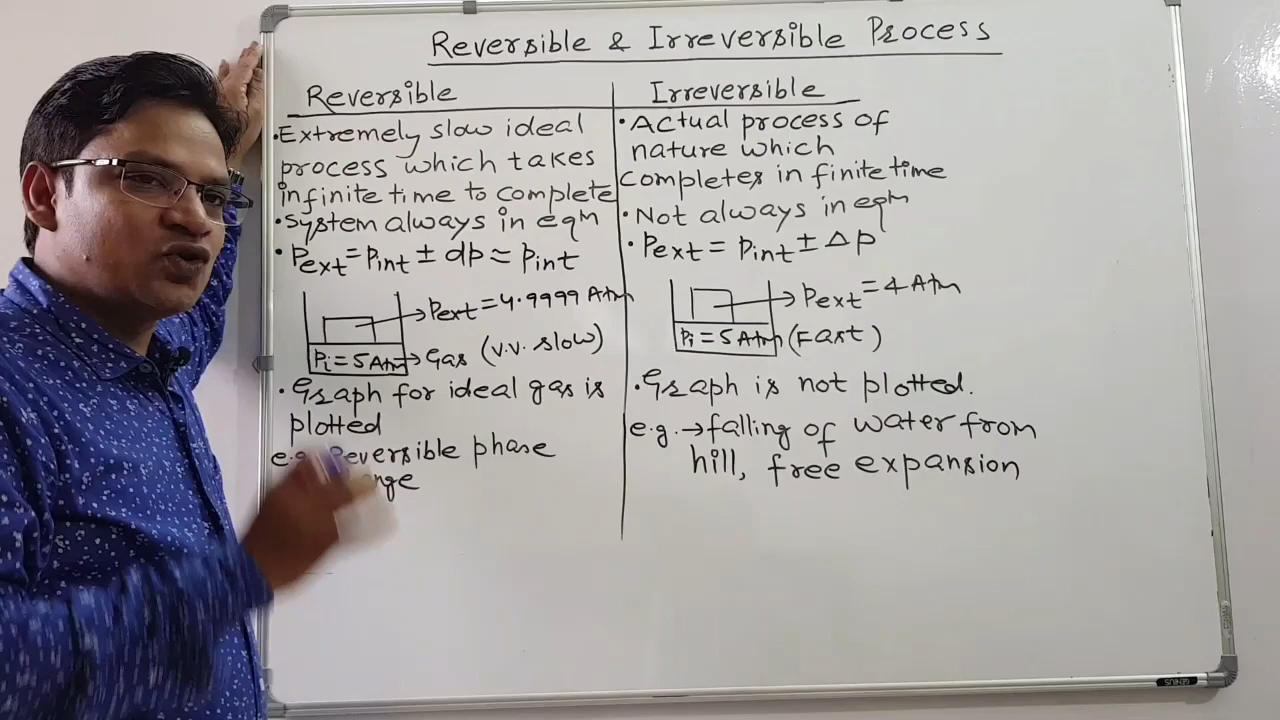 Reversible & Irreversible Process
Reversible
•Extremely slow ideal
process which takes
infinite time to complete
•System always in eqm
• Pext = Pint ± dp ≈ Pint
→Pext = 4.9999 Atm
Pi = 5 Atm→Gas (v.v. slow)
•Graph for ideal gas is
plotted
Reversible phase
Irreversible
•Actual process of
nature which
completes in finite time
•Not always in eqm
• Pext = Pint ± Δp
→Pext = 4 Atm
Pi = 5 Atm (Fast)
•Graph is not plotted.
e.g.→falling of water from
hill, free expansion
GENIUS